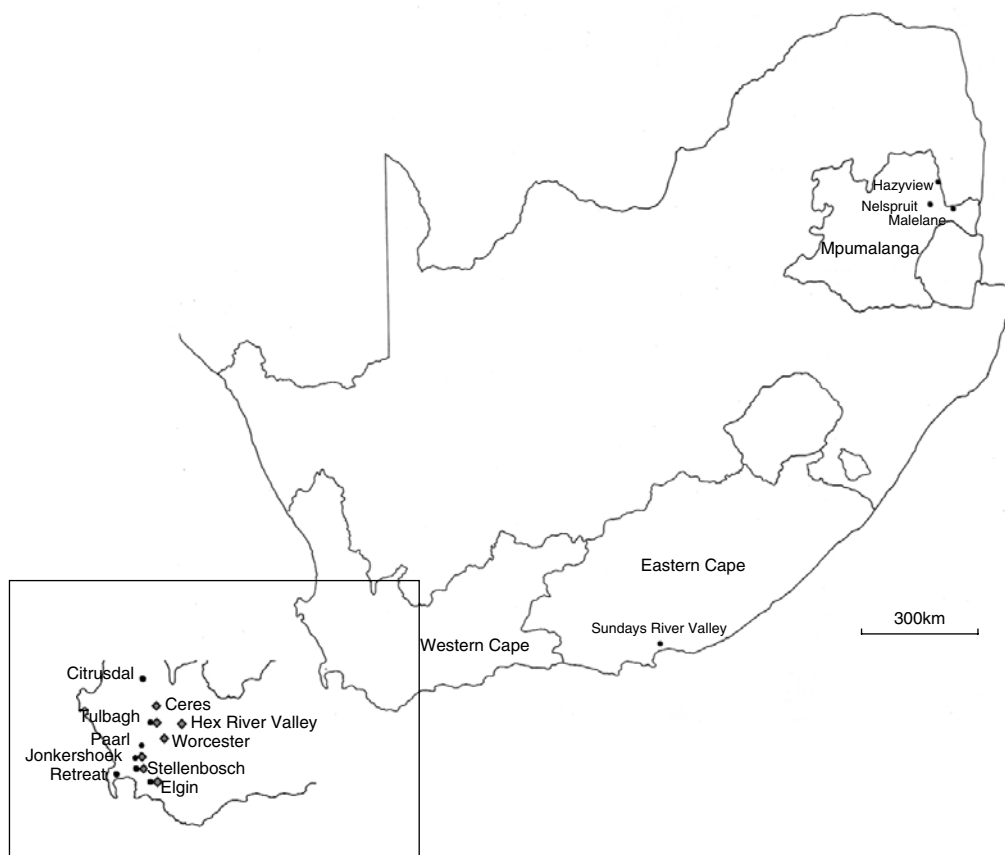 Hazyview
Nelspruit
Malelane
Mpumalanga
Eastern Cape
300km
Sundays River Valley
Western Cape
Citrusdal
Ceres
Tulbagh
Hex River Valley
Paarl
Worcester
Jonkershoek
Stellenbosch
Retreat
Elgin